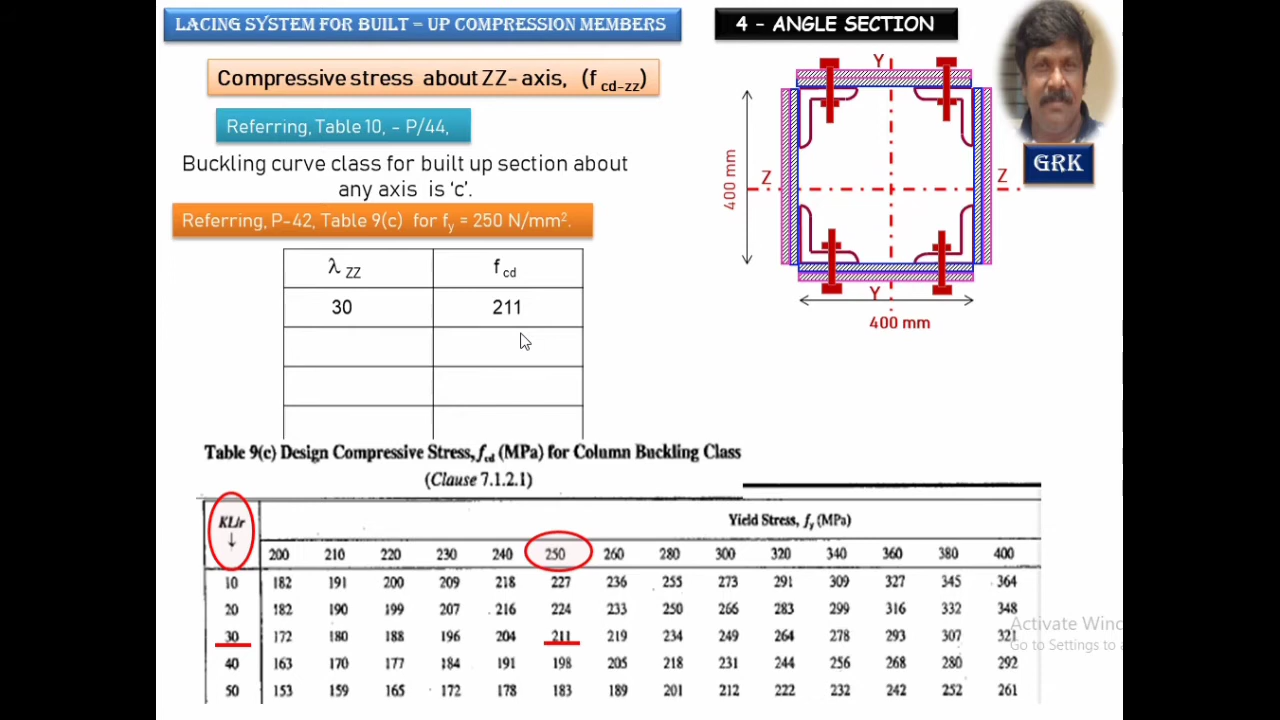 LACING SYSTEM FOR BUILT – UP COMPRESSION MEMBERS
4 - ANGLE SECTION
Compressive stress about ZZ- axis, (f cd-zz)
Referring, Table 10, - P/44,
Buckling curve class for built up section about
any axis is ‘c’.
Referring, P-42, Table 9(c) for fy = 250 N/mm².
λ ZZ f cd
30 211
Y
Z Z
400 mm
Y
400 mm
GRK
Table 9(c) Design Compressive Stress, fcd (MPa) for Column Buckling Class
(Clause 7.1.2.1)
KL/r Yield Stress, fy (MPa)
↓
200 210 220 230 240 250 260 280 300 320 340 360 380 400
10 182 191 200 209 218 227 236 255 273 291 309 327 345 364
20 182 190 199 207 216 224 233 250 266 283 299 316 332 348
30 172 180 188 196 204 211 219 234 249 264 278 293 307 321
40 163 170 177 184 191 198 205 218 231 244 256 268 280 292
50 153 159 165 172 178 183 189 201 212 222 232 242 252 261
Activate Winc
Go to Settings to a